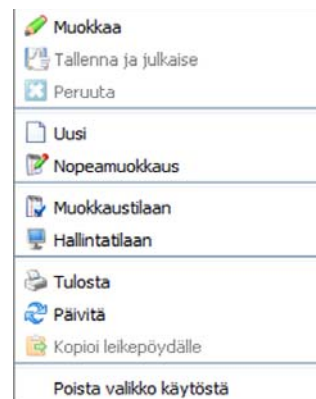 Muokkaa
Tallenna ja julkaise
Peruuta
Uusi
Nopeamuokkaus
Muokkaustilaan
Hallintatilaan
Tulosta
Päivitä
Kopioi leikepöydälle
Poista valikko käytöstä